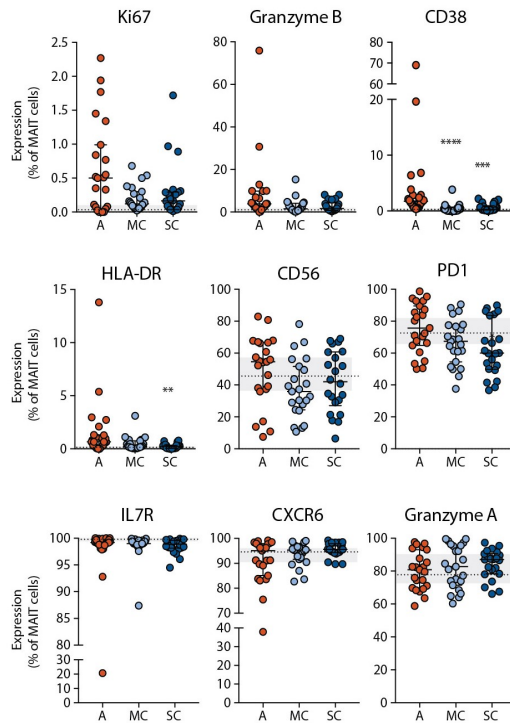 Ki67
Granzyme B
CD38
Expression
(% of MAIT cells)
2.5
2.0
1.5
1.0
0.5
0.0
80
60
40
20
0
80
70
60
20
10
0
****
***
A MC SC
A MC SC
A MC SC
HLA-DR
CD56
PD1
Expression
(% of MAIT cells)
15
10
5
0
100
80
60
40
20
0
100
80
60
40
20
0
**
A MC SC
A MC SC
A MC SC
IL7R
CXCR6
Granzyme A
Expression
(% of MAIT cells)
100
95
90
85
80
30
20
10
0
100
90
80
70
40
20
0
100
80
60
40
20
0
A MC SC
A MC SC
A MC SC